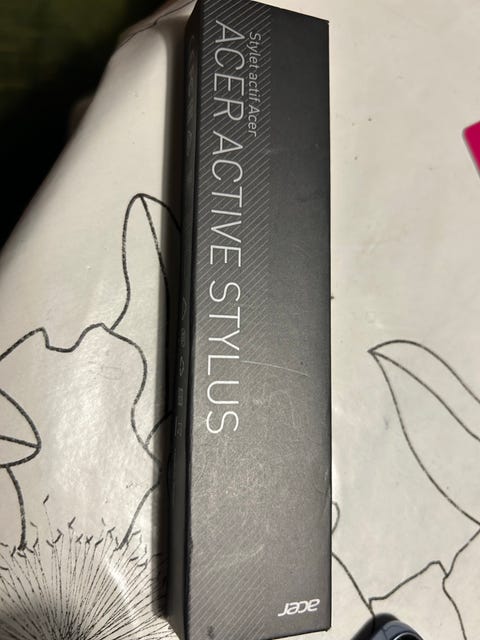 Stylet actif Acer
ACER ACTIVE STYLUS
acer